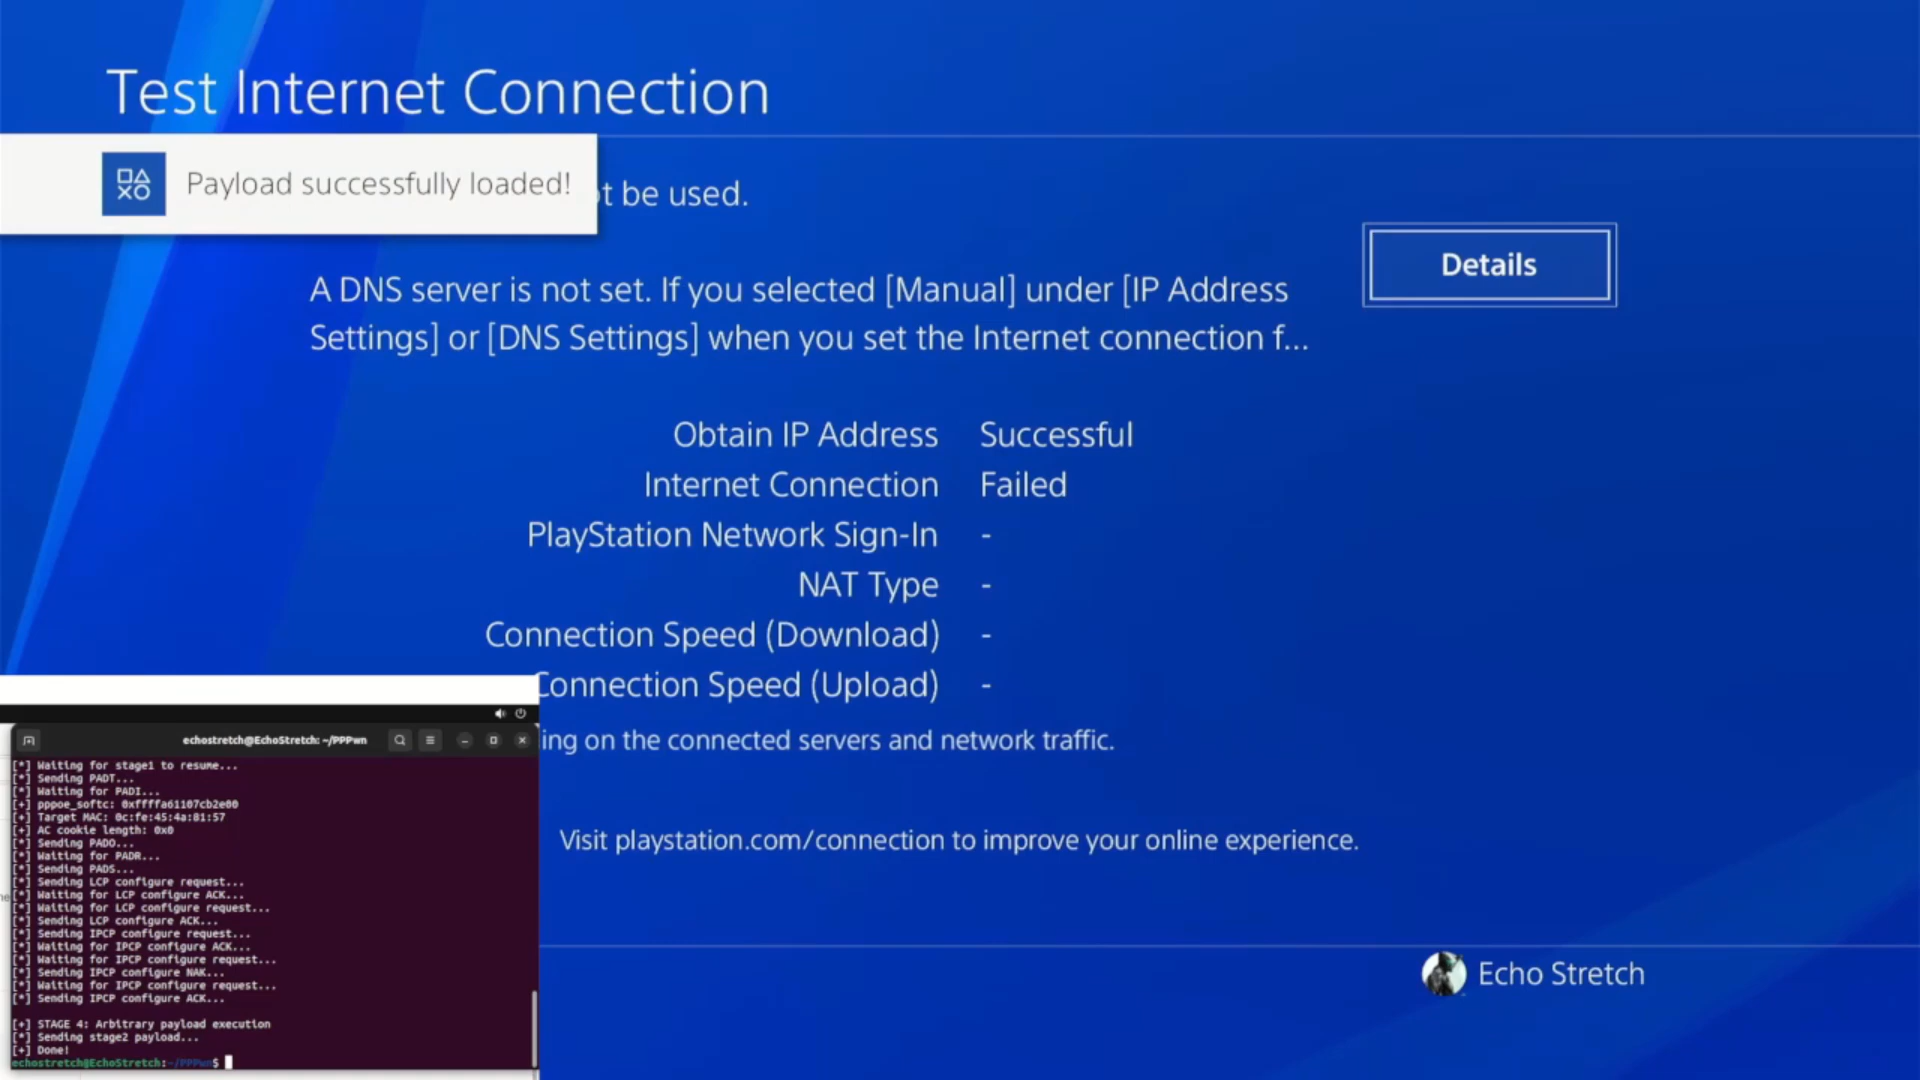 Test Internet Connection
Payload successfully loaded!
t be used.
Details
A DNS server is not set. If you selected [Manual] under [IP Address
Settings] or [DNS Settings] when you set the Internet connection f...
Obtain IP Address Successful
Internet Connection Failed
PlayStation Network Sign-In -
NAT Type -
Connection Speed (Download) -
Connection Speed (Upload) -
ing on the connected servers and network traffic.
Visit playstation.com/connection to improve your online experience.
Echo Stretch
echostretch@EchoStretch: ~/PPPwn
[*] Waiting for stage1 to resume...
[*] Sending PADT...
[*] Waiting for PADI...
[+] pppoe_softc: 0xffffa61107cb2e00
[+] Target MAC: 0c:fe:45:4a:81:57
[+] AC cookie length: 0x0
[*] Sending PADO...
[*] Waiting for PADR...
[*] Sending PADS...
[*] Sending LCP configure request...
[*] Waiting for LCP configure ACK...
[*] Waiting for LCP configure request...
[*] Sending LCP configure ACK...
[*] Sending IPCP configure request...
[*] Waiting for IPCP configure ACK...
[*] Waiting for IPCP configure request...
[*] Sending IPCP configure NAK...
[*] Waiting for IPCP configure request...
[*] Sending IPCP configure ACK...
[+] STAGE 4: Arbitrary payload execution
[*] Sending stage2 payload...
[+] Done!
echostretch@EchoStretch:~/PPPwn$